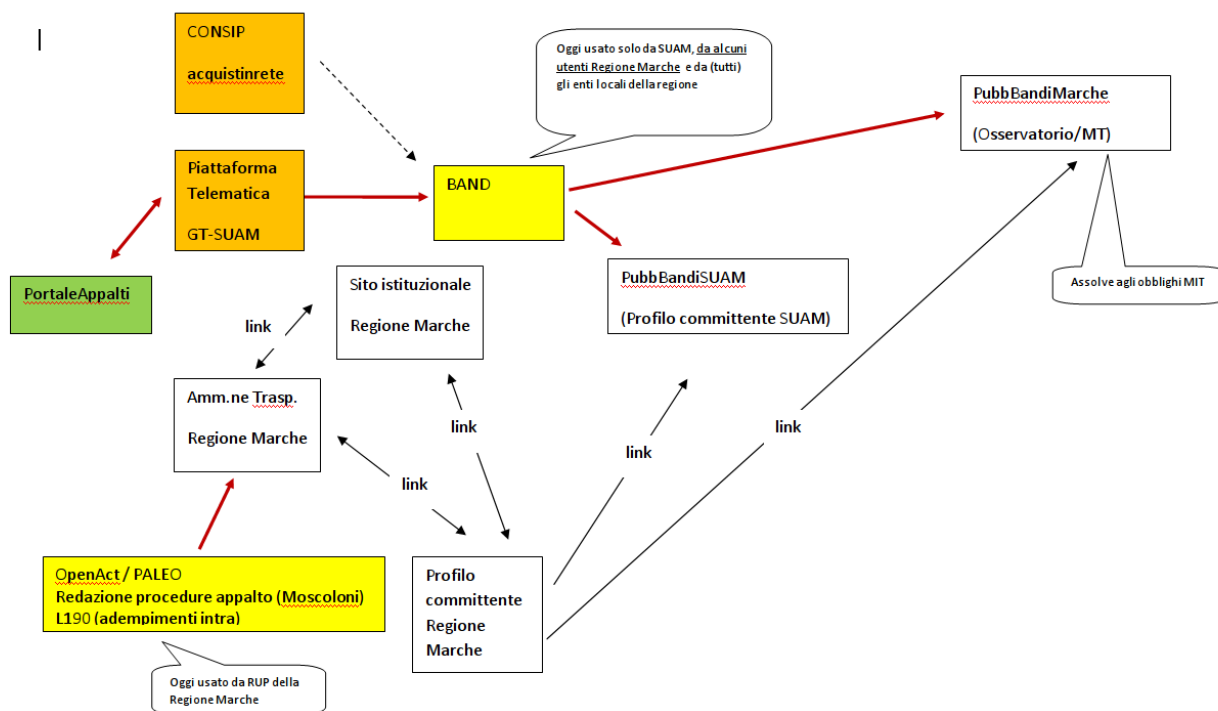 CONSIP
acquistinrete
Oggi usato solo da SUAM, da alcuni
utenti Regione Marche e da (tutti)
gli enti locali della regione
PubbBandiMarche
(Osservatorio/MT)
Piattaforma
Telematica
GT-SUAM
BAND
PortaleAppalti
Sito istituzionale
Regione Marche
PubbBandiSUAM
(Profilo committente SUAM)
Assolve agli obblighi MIT
link
Amm.ne Trasp.
Regione Marche
link
link
link
link
OpenAct / PALEO
Redazione procedure appalto (Moscoloni)
L190 (adempimenti intra)
Profilo
committente
Regione
Marche
Oggi usato da RUP della
Regione Marche